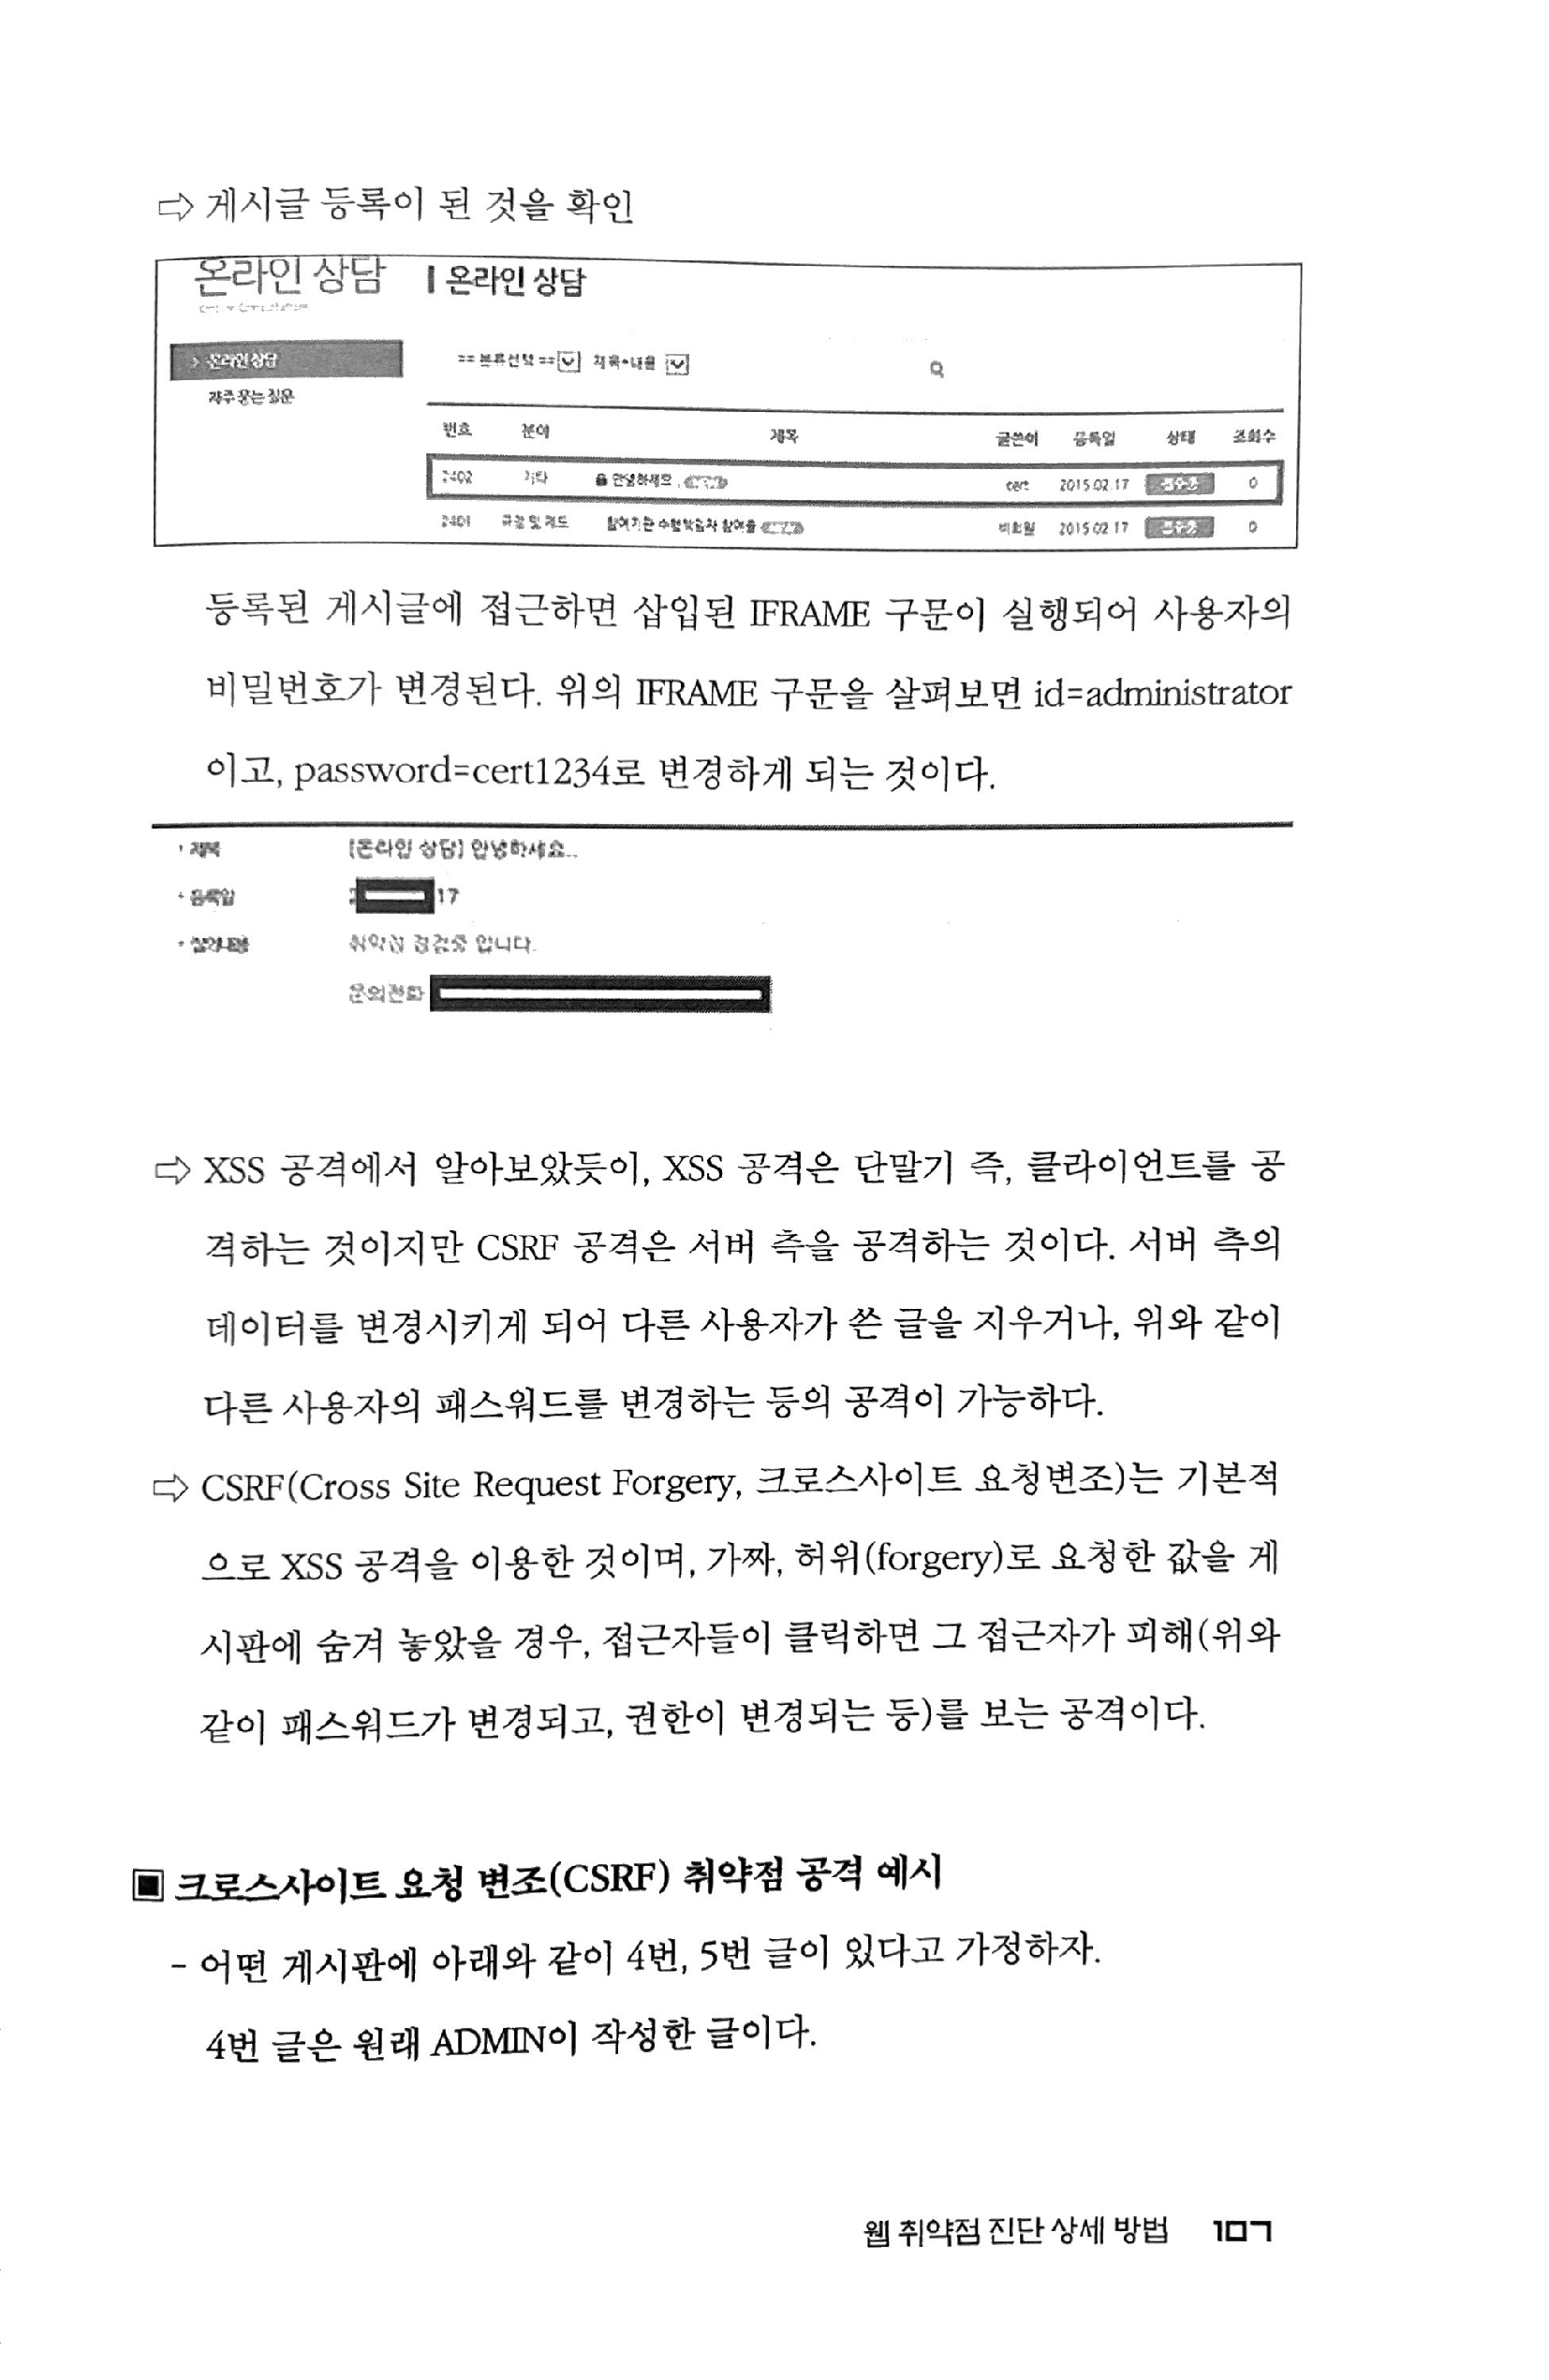 ⇨ 게시글 등록이 된 것을 확인
온라인 상담
온라인 상담
> 온라인상담
자주 묻는 질문
== 분류선택 == 제목+내용
번호 분야 제목 글쓴이 등록일 상태 조회수
2402 기타 안녕하세요. cert 2015.02.17 접수중 0
2401 규정 및 제도 비회원 2015.02.17 접수중 0
등록된 게시글에 접근하면 삽입된 IFRAME 구문이 실행되어 사용자의
비밀번호가 변경된다. 위의 IFRAME 구문을 살펴보면 id=administrator
이고, password=cert1234로 변경하게 되는 것이다.
제목 [온라인 상담] 안녕하세요..
등록일 17
취약점 점검중 입니다.
문의전화
⇨ XSS 공격에서 알아보았듯이, XSS 공격은 단말기 즉, 클라이언트를 공
격하는 것이지만 CSRF 공격은 서버 측을 공격하는 것이다. 서버 측의
데이터를 변경시키게 되어 다른 사용자가 쓴 글을 지우거나, 위와 같이
다른 사용자의 패스워드를 변경하는 등의 공격이 가능하다.
⇨ CSRF(Cross Site Request Forgery, 크로스사이트 요청변조)는 기본적
으로 XSS 공격을 이용한 것이며, 가짜, 허위(forgery)로 요청한 값을 게
시판에 숨겨 놓았을 경우, 접근자들이 클릭하면 그 접근자가 피해(위와
같이 패스워드가 변경되고, 권한이 변경되는 등)를 보는 공격이다.
▣ 크로스사이트 요청 변조(CSRF) 취약점 공격 예시
- 어떤 게시판에 아래와 같이 4번, 5번 글이 있다고 가정하자.
4번 글은 원래 ADMIN이 작성한 글이다.
웹 취약점 진단 상세 방법 107